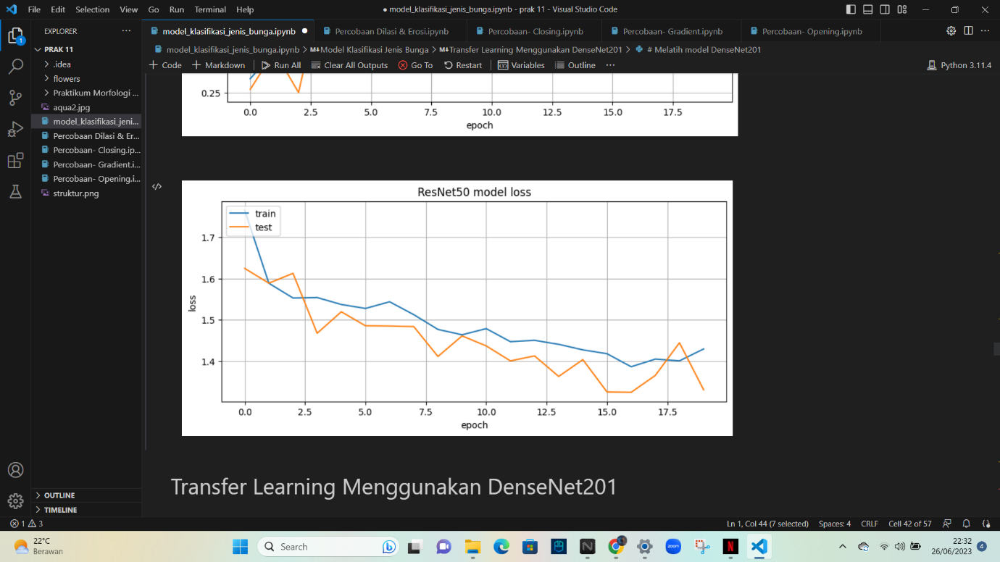 File Edit Selection View Go Run Terminal Help
● model_klasifikasi_jenis_bunga.ipynb - prak 11 - Visual Studio Code
EXPLORER
model_klasifikasi_jenis_bunga.ipynb ●
Percobaan Dilasi & Erosi.ipynb
Percobaan- Closing.ipynb
Percobaan- Gradient.ipynb
Percobaan- Opening.ipynb
1
PRAK 11
model_klasifikasi_jenis_bunga.ipynb > M↓Model Klasifikasi Jenis Bunga > M↓Transfer Learning Menggunakan DenseNet201 > # Melatih model DenseNet201
+ Code + Markdown Run All Clear All Outputs Go To Restart Variables Outline ...
Python 3.11.4
.idea
flowers
Praktikum Morfologi ...
aqua2.jpg
model_klasifikasi_jeni...
Percobaan Dilasi & Er...
Percobaan- Closing.ip...
Percobaan- Gradient.i...
Percobaan- Opening.i...
struktur.png
0.25
0.0 2.5 5.0 7.5 10.0 12.5 15.0 17.5
epoch
ResNet50 model loss
train
test
1.7
1.6
1.5
1.4
loss
0.0 2.5 5.0 7.5 10.0 12.5 15.0 17.5
epoch
Transfer Learning Menggunakan DenseNet201
OUTLINE
TIMELINE
1 3
Ln 1, Col 44 (7 selected) Spaces: 4 CRLF Cell 42 of 57
22°C
Berawan
Search
zoom
N
22:32
26/06/2023
4